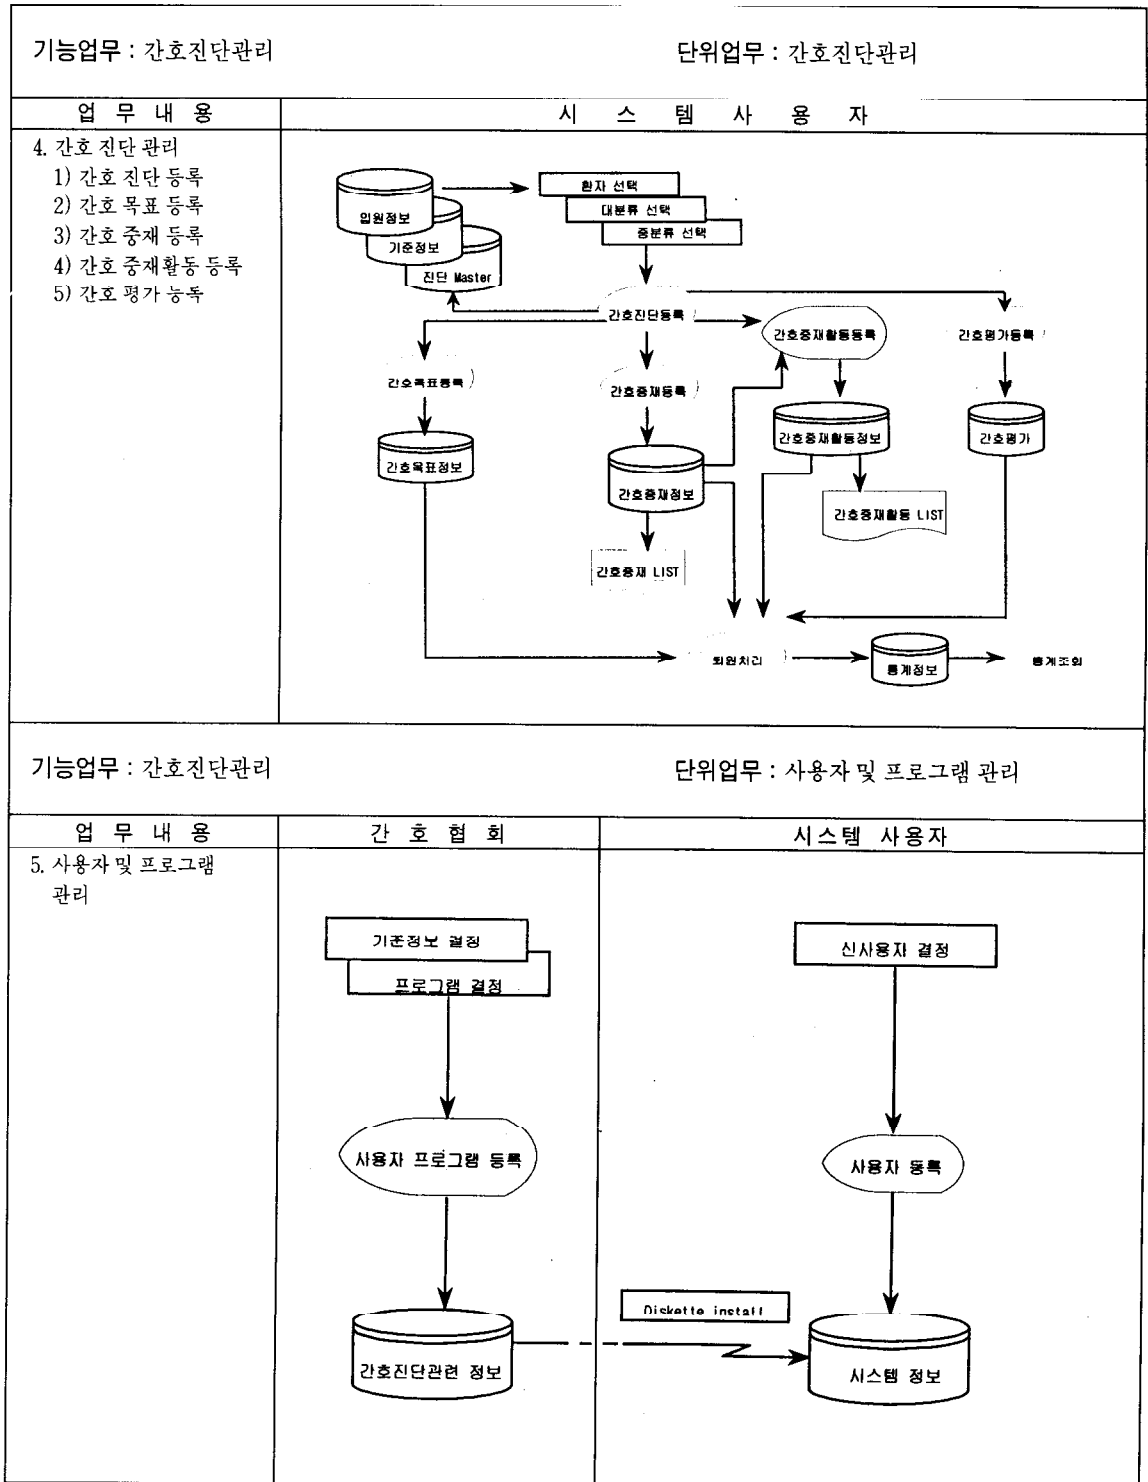 기능업무 : 간호진단관리
단위업무 : 간호진단관리
업 무 내 용
시 스 템 사 용 자
4. 간호 진단 관리
1) 간호 진단 등록
2) 간호 목표 등록
3) 간호 중재 등록
4) 간호 중재활동 등록
5) 간호 평가 능록
입원정보
기준정보
진단 Master
환자 선택
대분류 선택
중분류 선택
간호진단등록
간호중재활동등록
간호평가등록
간호목표등록
간호중재등록
간호목표정보
간호중재정보
간호중재활동정보
간호평가
간호중재활동 LIST
간호중재 LIST
퇴원처리
통계정보
통계조회
기능업무 : 간호진단관리
단위업무 : 사용자 및 프로그램 관리
업 무 내 용
간 호 협 회
시스템 사용자
5. 사용자 및 프로그램
관리
기준정보 결정
프로그램 결정
신사용자 결정
사용자 프로그램 등록
사용자 등록
Diskette install
간호진단관련 정보
시스템 정보